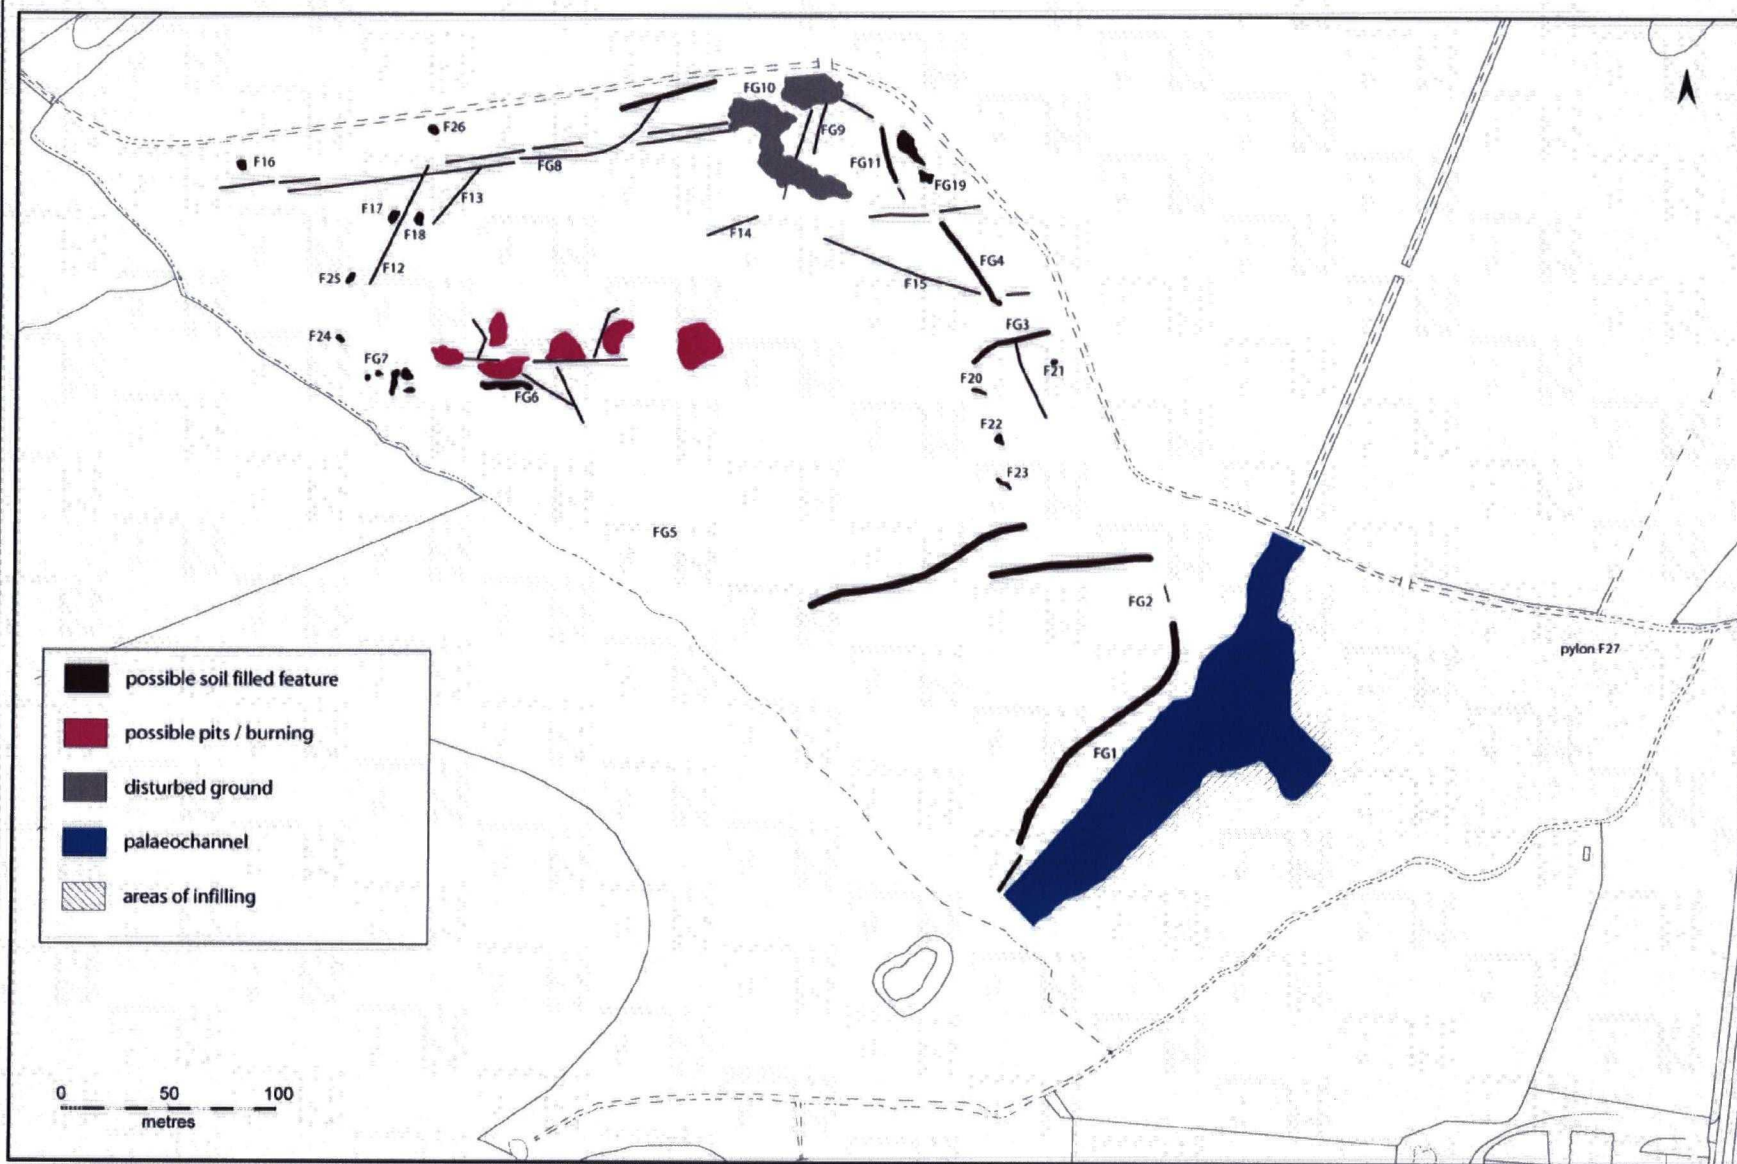 FG10
F26
FG9
F16
FG8
FG11
FG19
F13
F17
F18
F14
F12
FG4
F25
F15
FG3
F24
FG7
F21
F20
FG6
F22
F23
FG5
FG2
pylon F27
FG1
possible soil filled feature
possible pits / burning
disturbed ground
palaeochannel
areas of infilling
0 50 100
metres